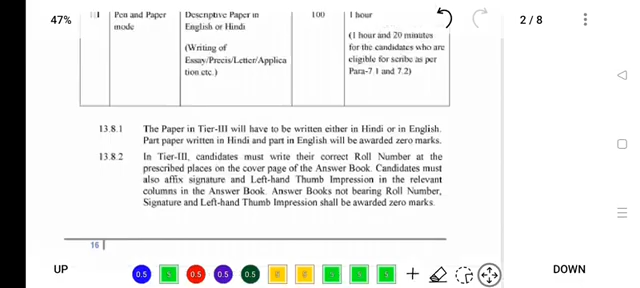 47%
2 / 8
III Pen and Paper Descriptive Paper in 100 1 hour
mode English or Hindi
(1 hour and 20 minutes
(Writing of for the candidates who are
Essay/Precis/Letter/Applica eligible for scribe as per
tion etc.) Para-7.1 and 7.2)
13.8.1 The Paper in Tier-III will have to be written either in Hindi or in English.
Part paper written in Hindi and part in English will be awarded zero marks.
13.8.2 In Tier-III, candidates must write their correct Roll Number at the
prescribed places on the cover page of the Answer Book. Candidates must
also affix signature and Left-hand Thumb Impression in the relevant
columns in the Answer Book. Answer Books not bearing Roll Number,
Signature and Left-hand Thumb Impression shall be awarded zero marks.
16
UP 0.5 5 0.5 0.5 0.5 8 8 5 5 5 DOWN